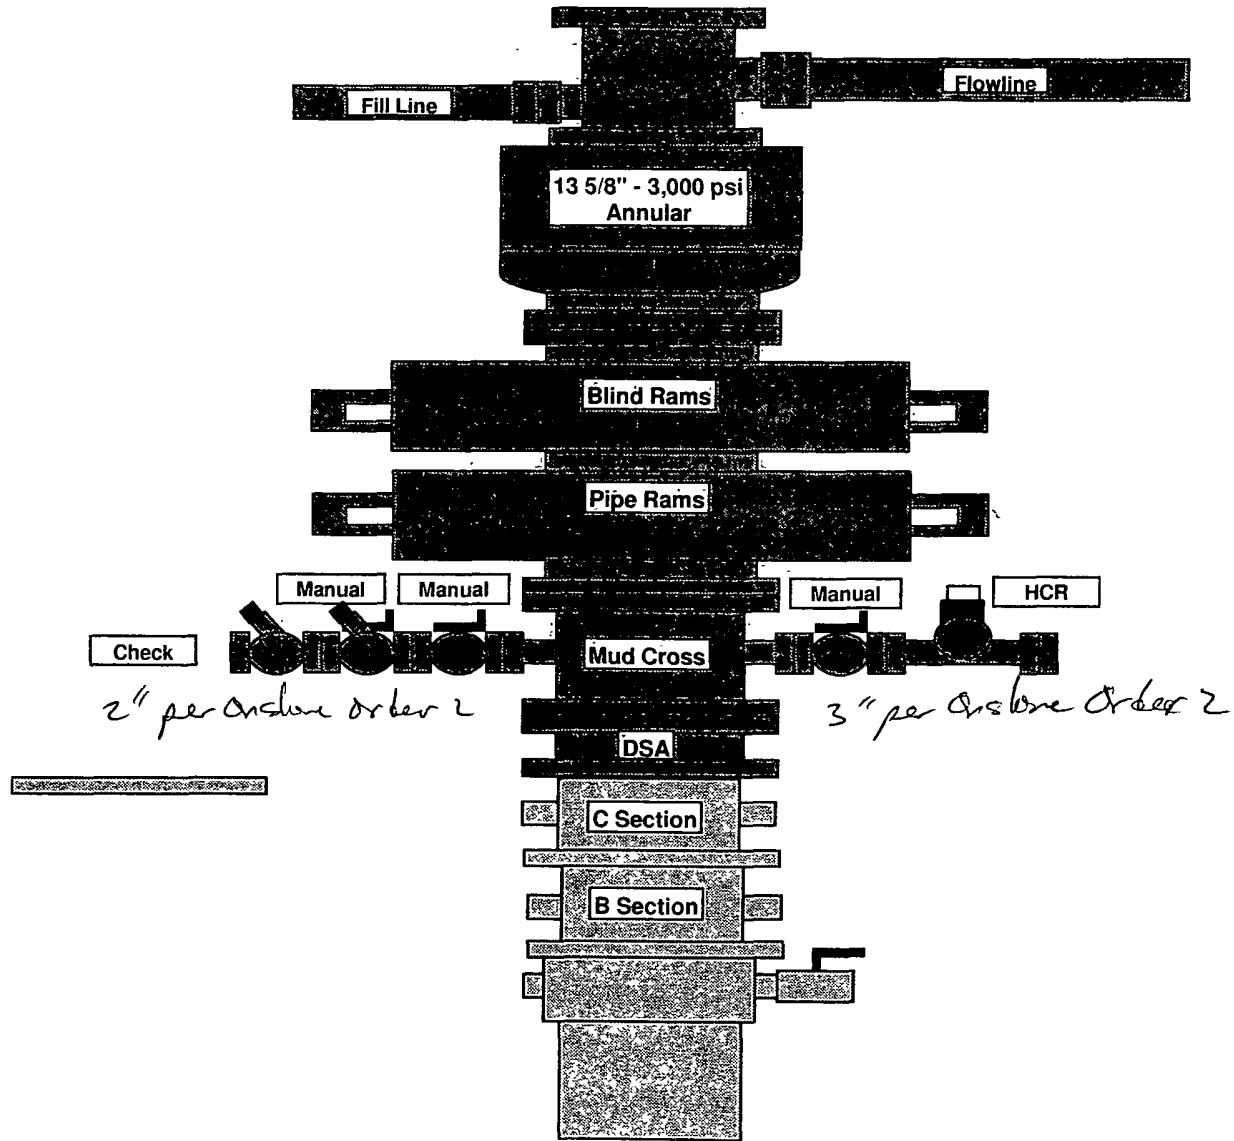 Fill Line
Flowline
13 5/8" - 3,000 psi
Annular
Blind Rams
Pipe Rams
Manual
Manual
Manual
HCR
Check
Mud Cross
2" per Onshore Order 2
3" per Onshore Order 2
DSA
C Section
B Section